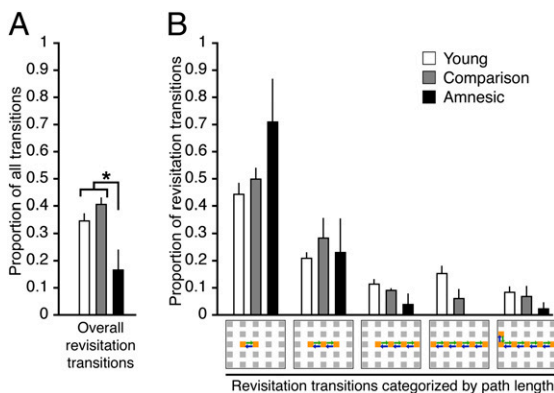 A
B
Proportion of all transitions
1
0.9
0.8
0.7
0.6
0.5
0.4
0.3
0.2
0.1
0
*
Overall
revisitation
transitions
Proportion of revisitation transitions
1
0.9
0.8
0.7
0.6
0.5
0.4
0.3
0.2
0.1
0
Young
Comparison
Amnesic
Revisitation transitions categorized by path length